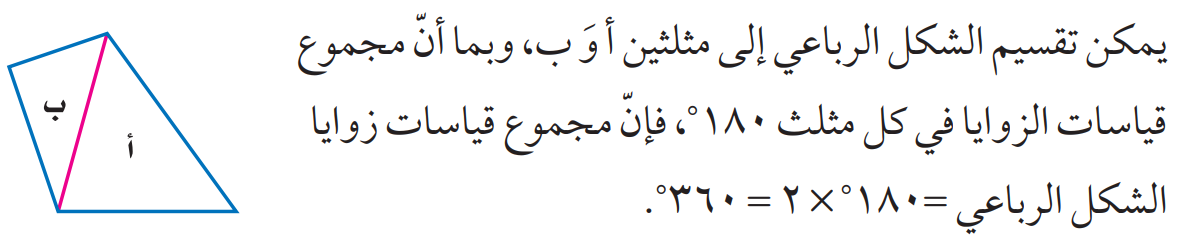 يمكن تقسيم الشكل الرباعي إلى مثلثين أ وَ ب، وبما أنّ مجموع
قياسات الزوايا في كل مثلث ١٨٠°، فإنّ مجموع قياسات زوايا
الشكل الرباعي =١٨٠°× ٢ = ٣٦٠°.
ب
أ